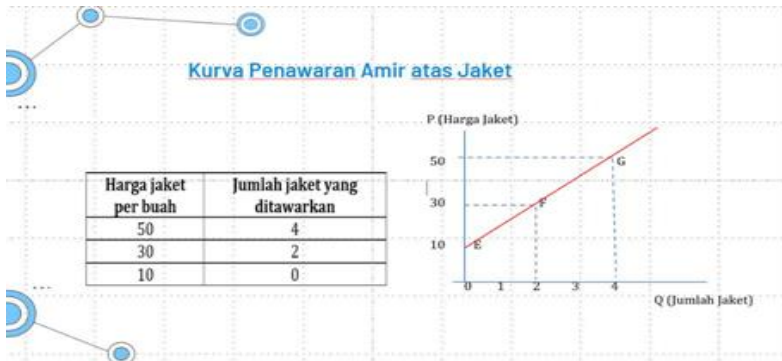 Kurva Penawaran Amir atas Jaket
...
Harga jaket per buah
Jumlah jaket yang ditawarkan
50 4
30 2
10 0
...
P (Harga Jaket)
50
G
30
F
10
E
0 1 2 3 4
Q (Jumlah Jaket)